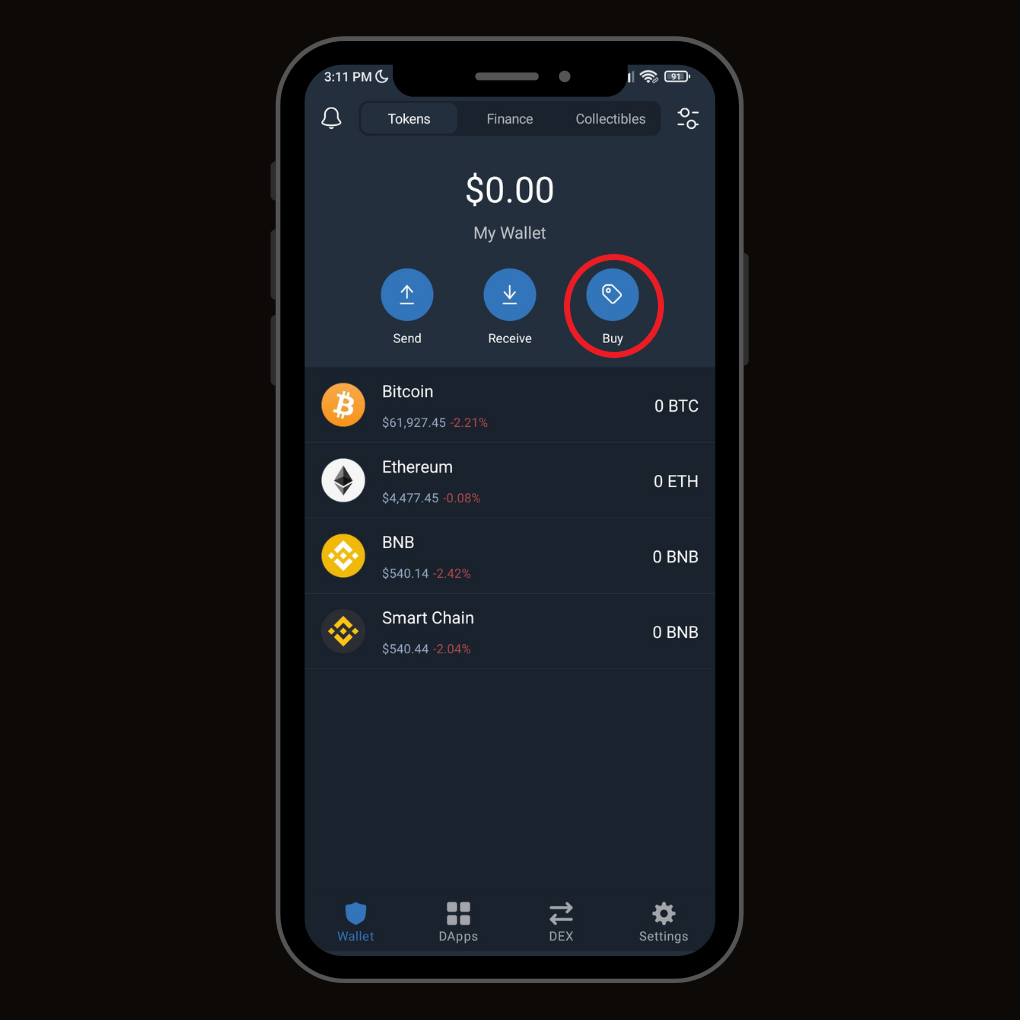 3:11 PM 91
Tokens Finance Collectibles
$0.00
My Wallet
Send Receive Buy
Bitcoin
$61,927.45 -2.21%
0 BTC
Ethereum
$4,477.45 -0.08%
0 ETH
BNB
$540.14 -2.42%
0 BNB
Smart Chain
$540.44 -2.04%
0 BNB
Wallet DApps DEX Settings